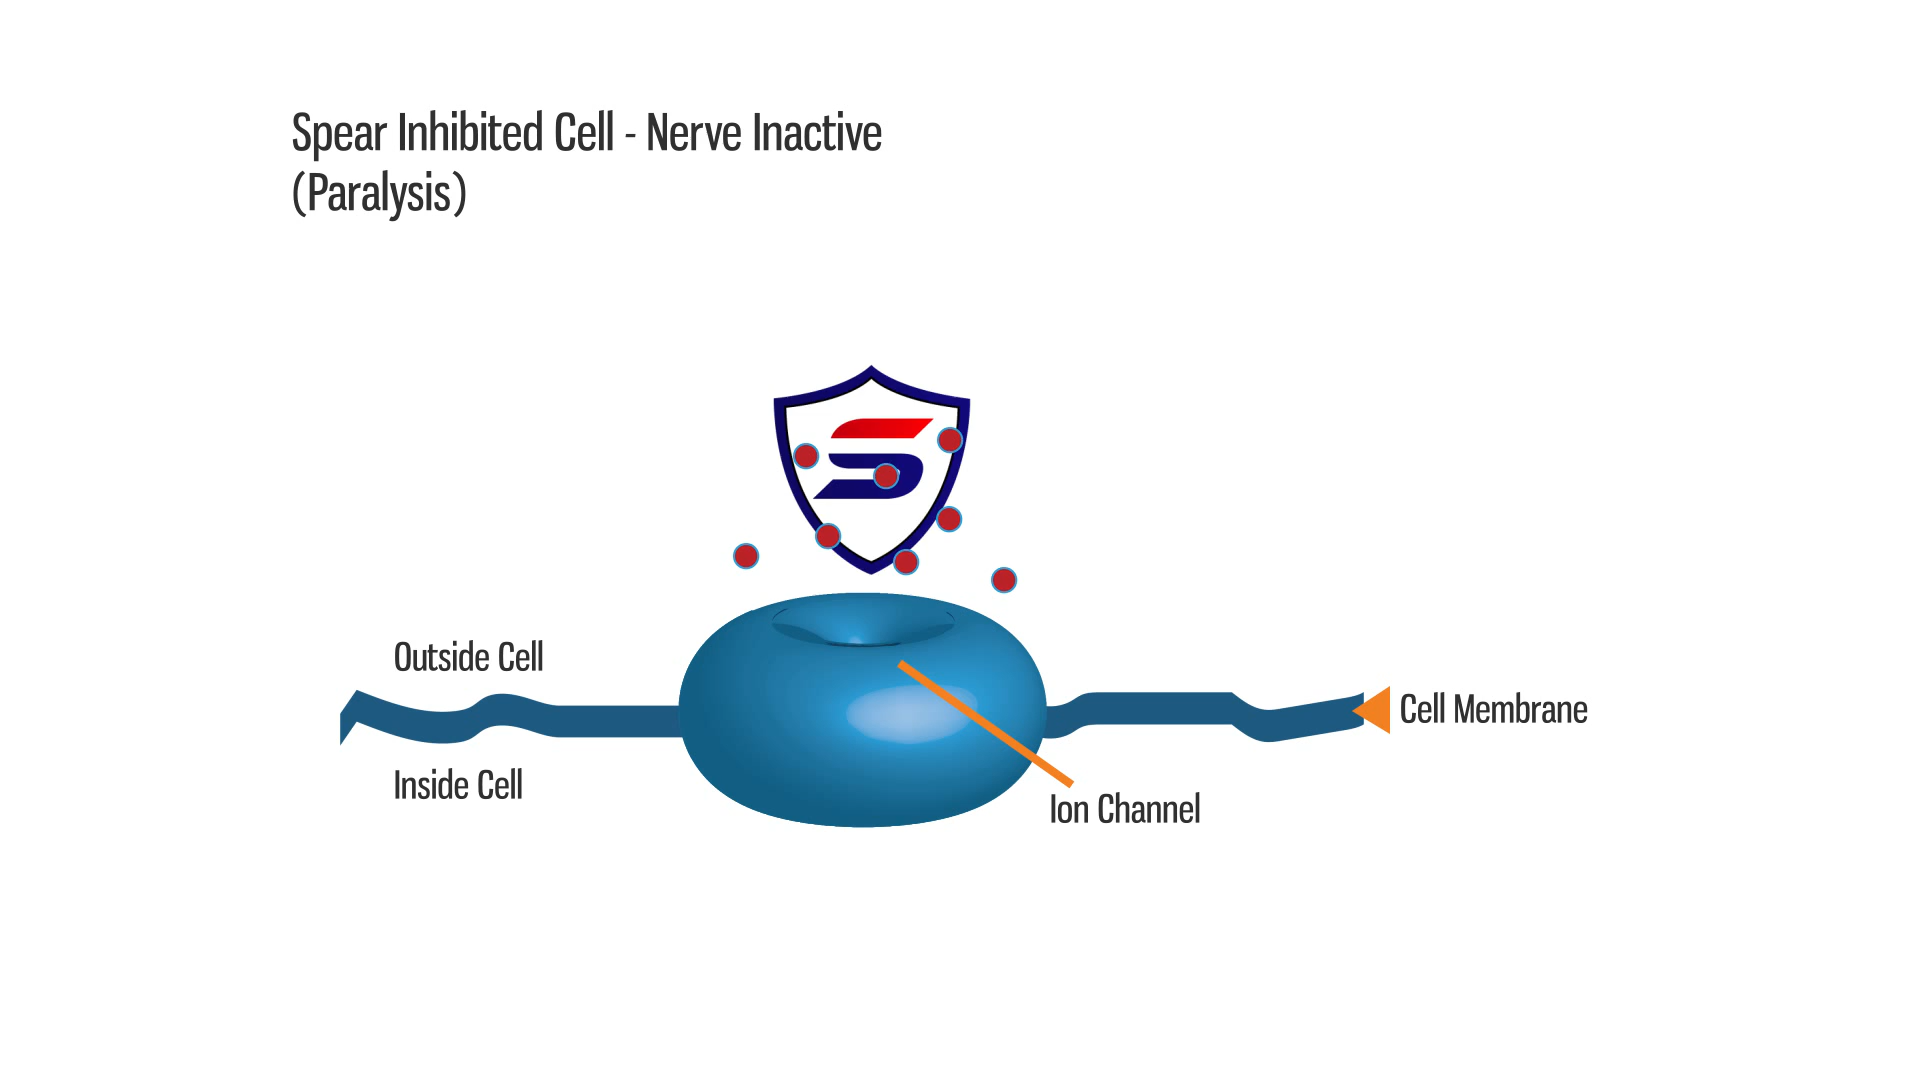 Spear Inhibited Cell - Nerve Inactive
(Paralysis)
Outside Cell
Cell Membrane
Inside Cell
Ion Channel